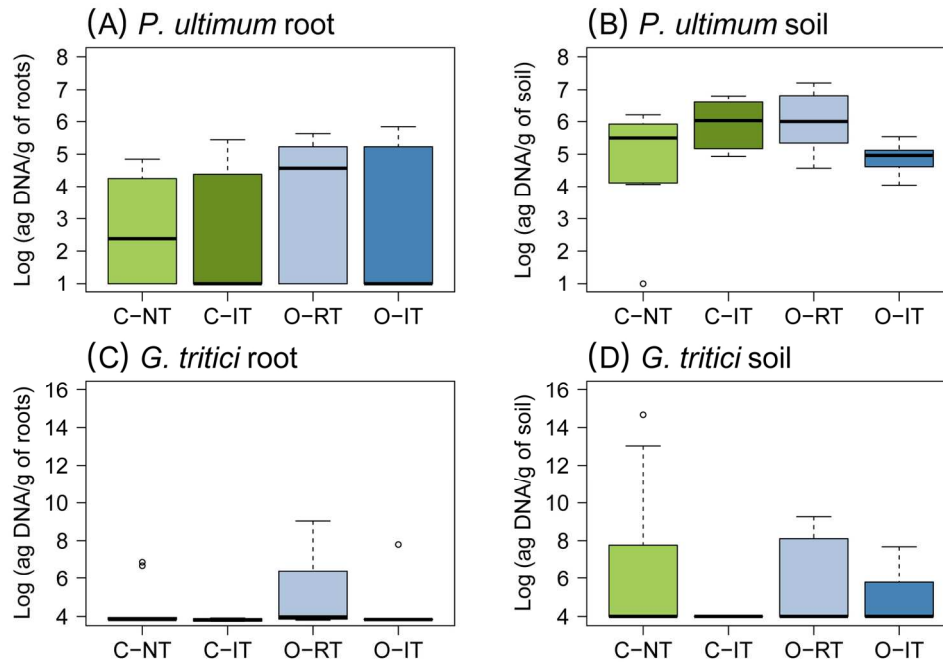 (A) P. ultimum root
Log (ag DNA/g of roots)
8
7
6
5
4
3
2
1
C−NT C−IT O−RT O−IT
(B) P. ultimum soil
Log (ag DNA/g of soil)
8
7
6
5
4
3
2
1
C−NT C−IT O−RT O−IT
(C) G. tritici root
Log (ag DNA/g of roots)
16
14
12
10
8
6
4
C−NT C−IT O−RT O−IT
(D) G. tritici soil
Log (ag DNA/g of soil)
16
14
12
10
8
6
4
C−NT C−IT O−RT O−IT